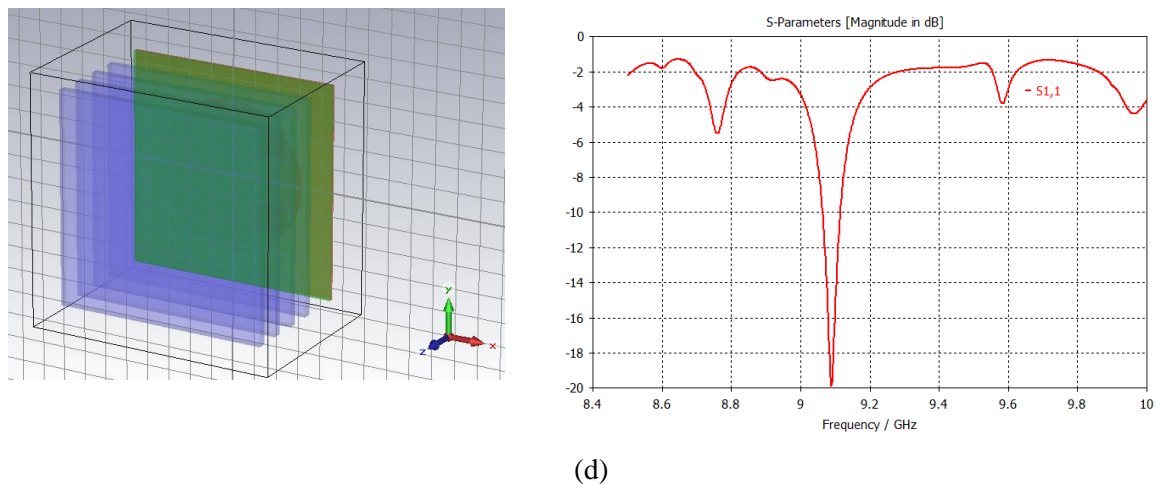 y
x
z
S-Parameters [Magnitude in dB]
0
-2
-4
-6
-8
-10
-12
-14
-16
-18
-20
S1,1
8.4 8.6 8.8 9 9.2 9.4 9.6 9.8 10
Frequency / GHz
(d)